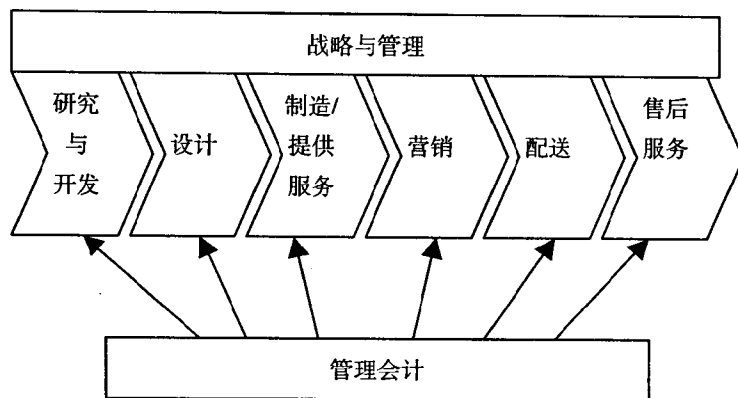 战略与管理
研究
与
开发
设计
制造/
提供
服务
营销
配送
售后
服务
管理会计